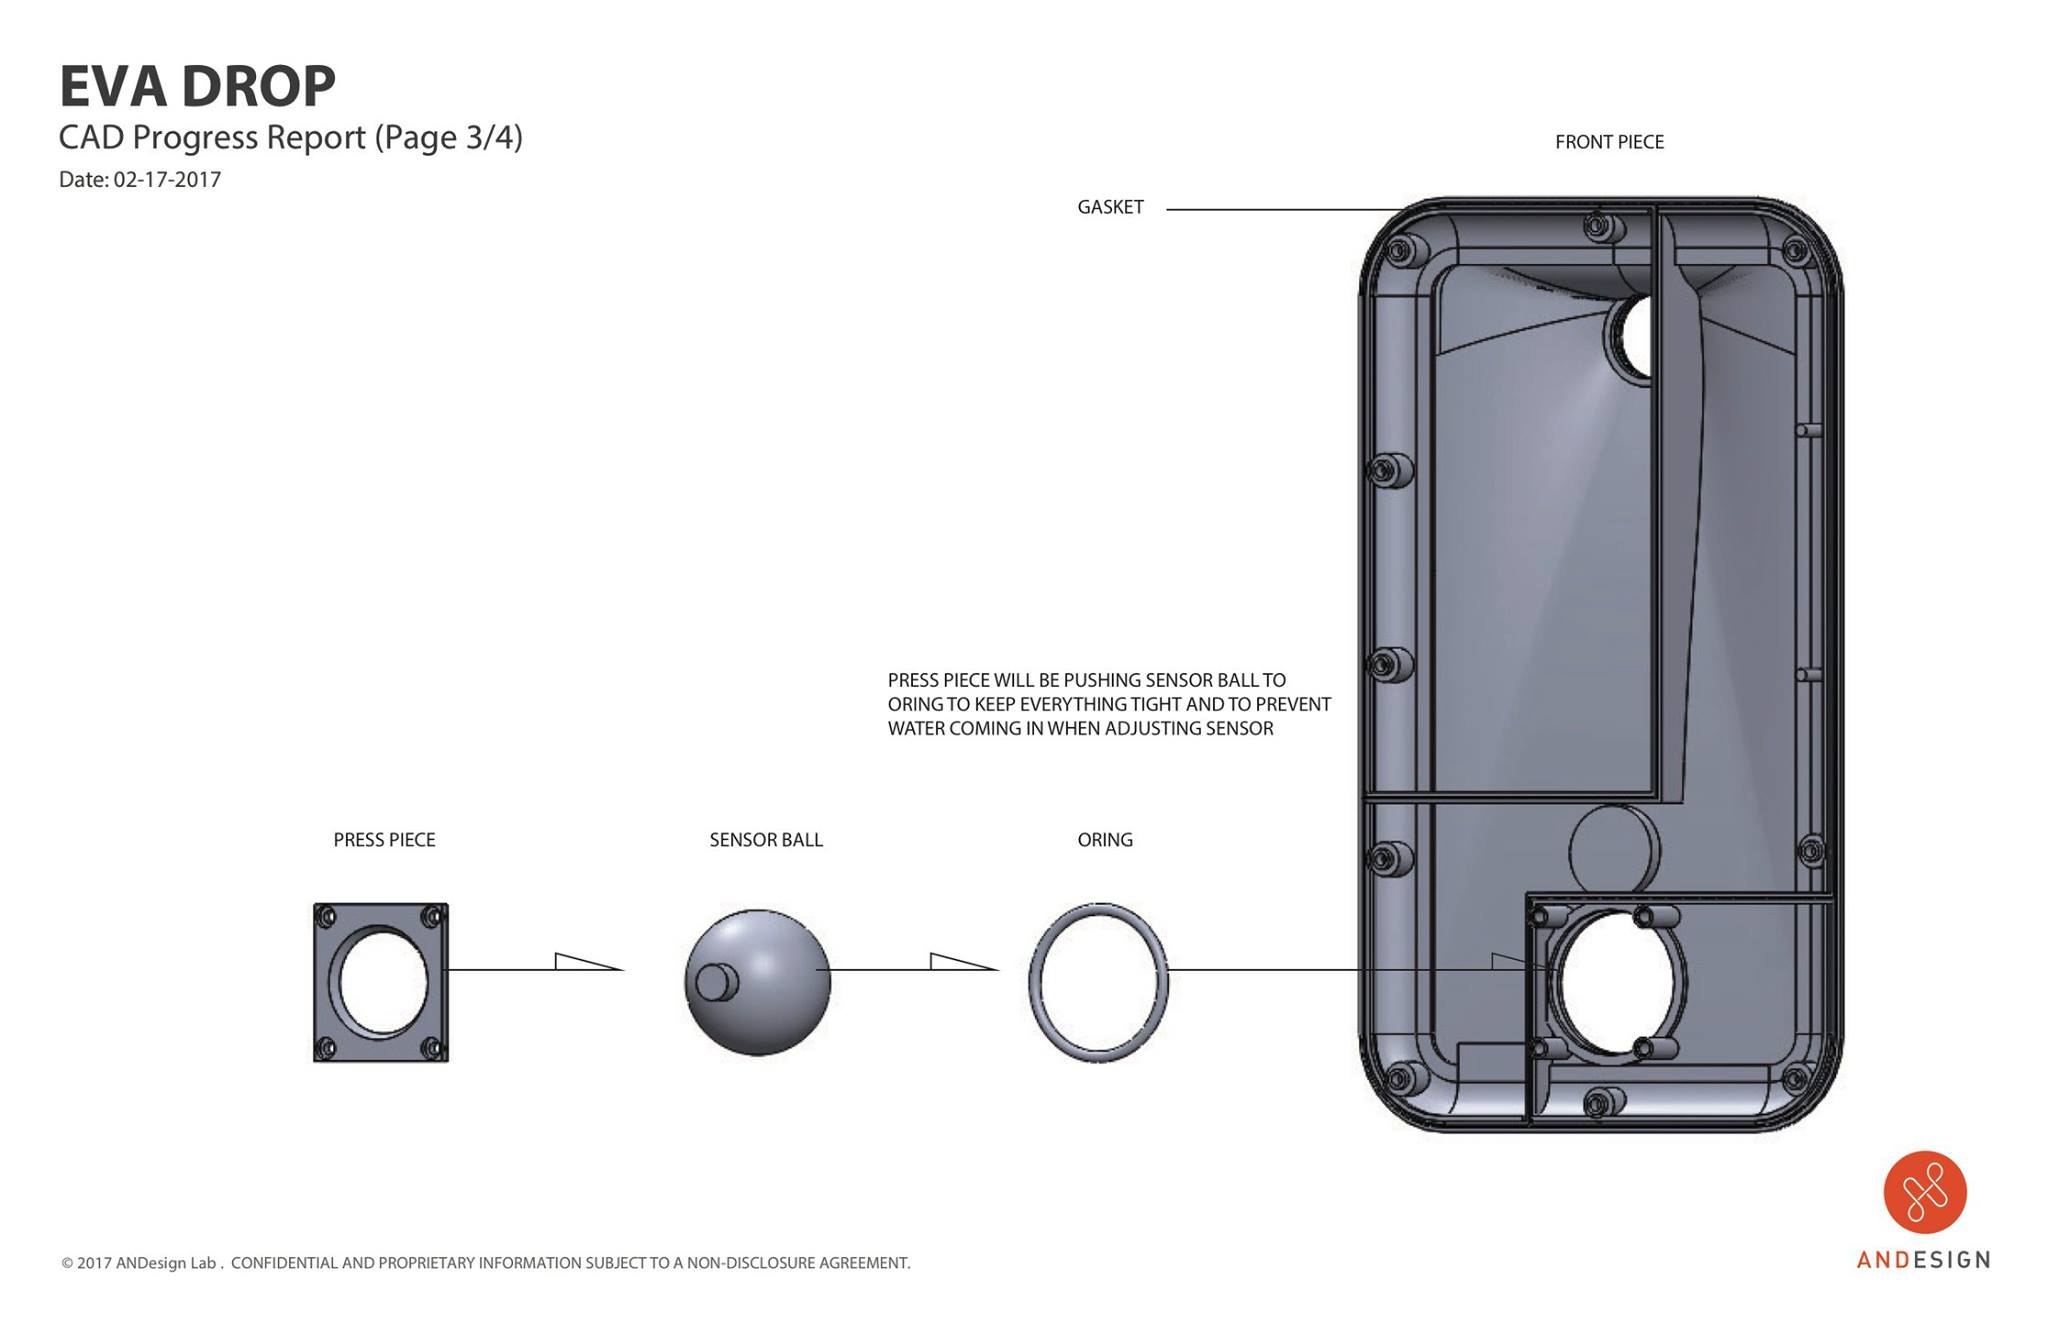 EVA DROP
CAD Progress Report (Page 3/4)
Date: 02-17-2017
FRONT PIECE
GASKET
PRESS PIECE WILL BE PUSHING SENSOR BALL TO
ORING TO KEEP EVERYTHING TIGHT AND TO PREVENT
WATER COMING IN WHEN ADJUSTING SENSOR
PRESS PIECE
SENSOR BALL
ORING
© 2017 ANDesign Lab . CONFIDENTIAL AND PROPRIETARY INFORMATION SUBJECT TO A NON-DISCLOSURE AGREEMENT.
ANDESIGN